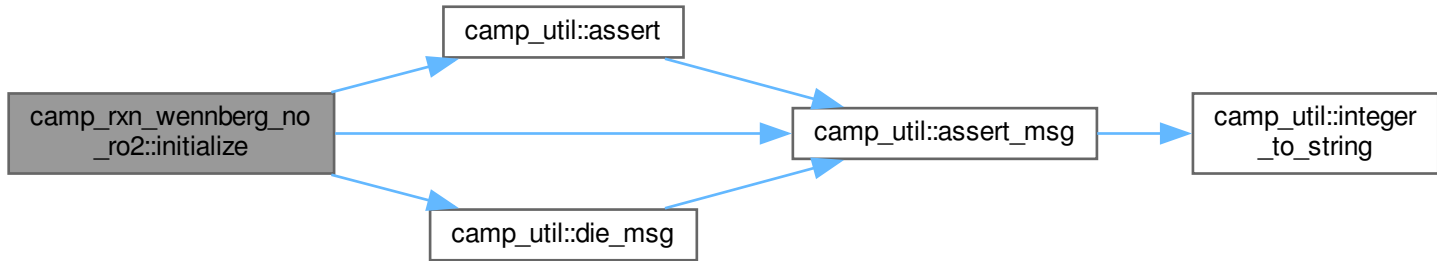 camp_util::assert
camp_rxn_wennberg_no
_ro2::initialize
camp_util::assert_msg
camp_util::integer
_to_string
camp_util::die_msg